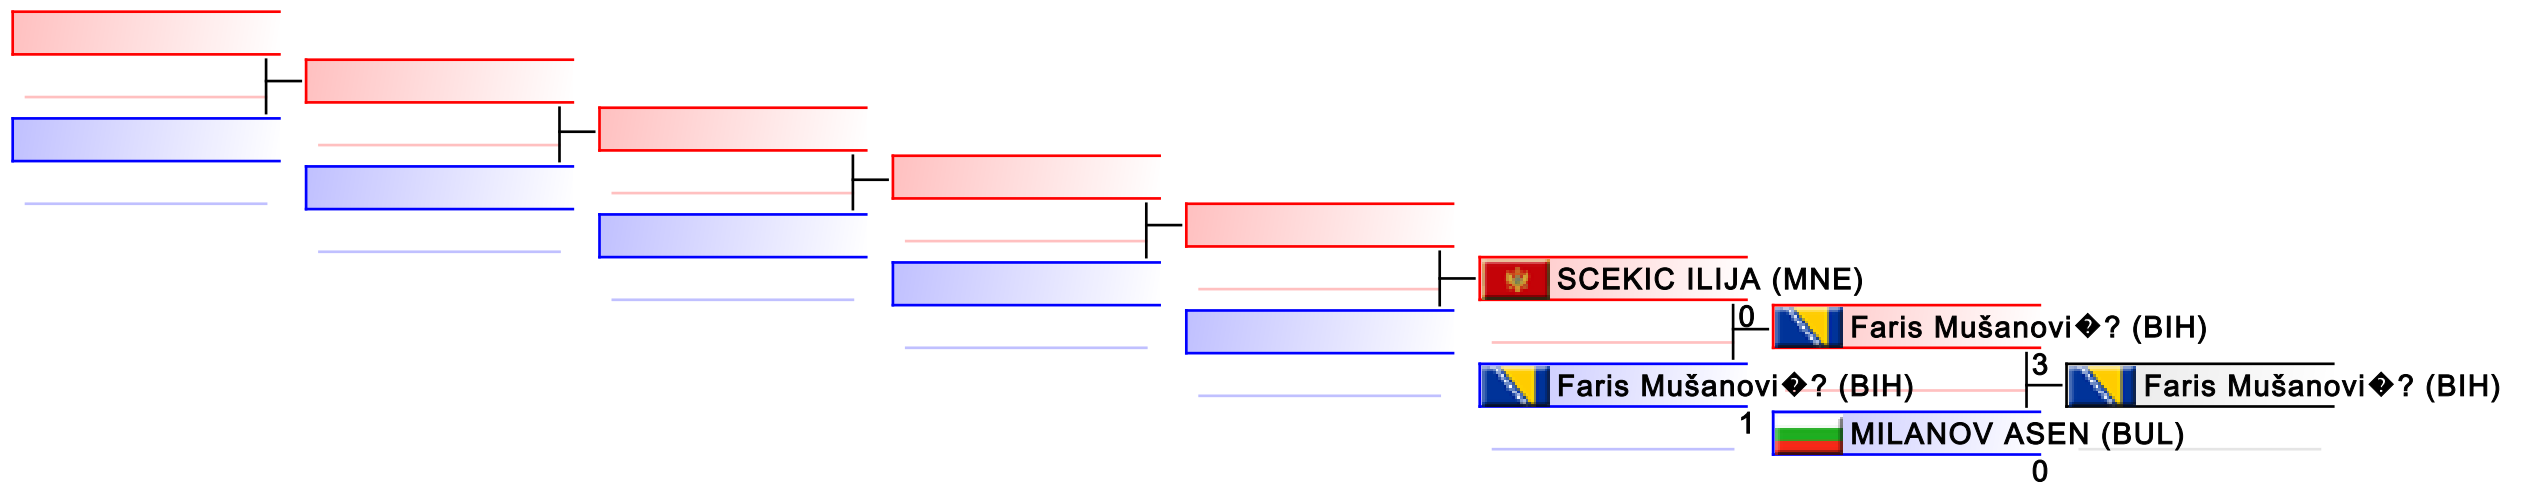 SCEKIC ILIJA (MNE)
0
Faris Mušanovi�? (BIH)
3
Faris Mušanovi�? (BIH)
Faris Mušanovi�? (BIH)
1
MILANOV ASEN (BUL)
0